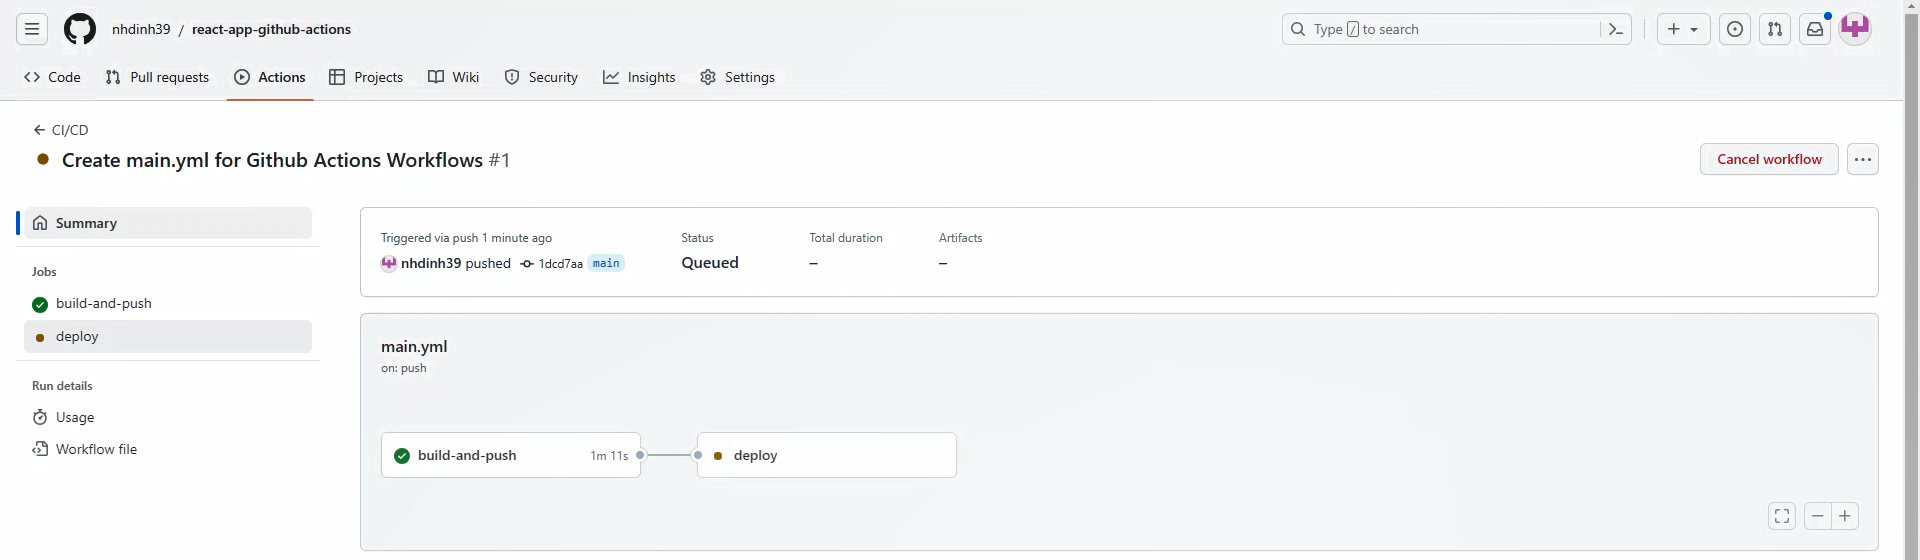 nhdinh39 / react-app-github-actions
Type / to search
Code Pull requests Actions Projects Wiki Security Insights Settings
CI/CD
Create main.yml for Github Actions Workflows #1
Cancel workflow
Summary
Jobs
build-and-push
deploy
Run details
Usage
Workflow file
Triggered via push 1 minute ago
nhdinh39 pushed 1dcd7aa main
Status
Queued
Total duration
–
Artifacts
–
main.yml
on: push
build-and-push 1m 11s
deploy